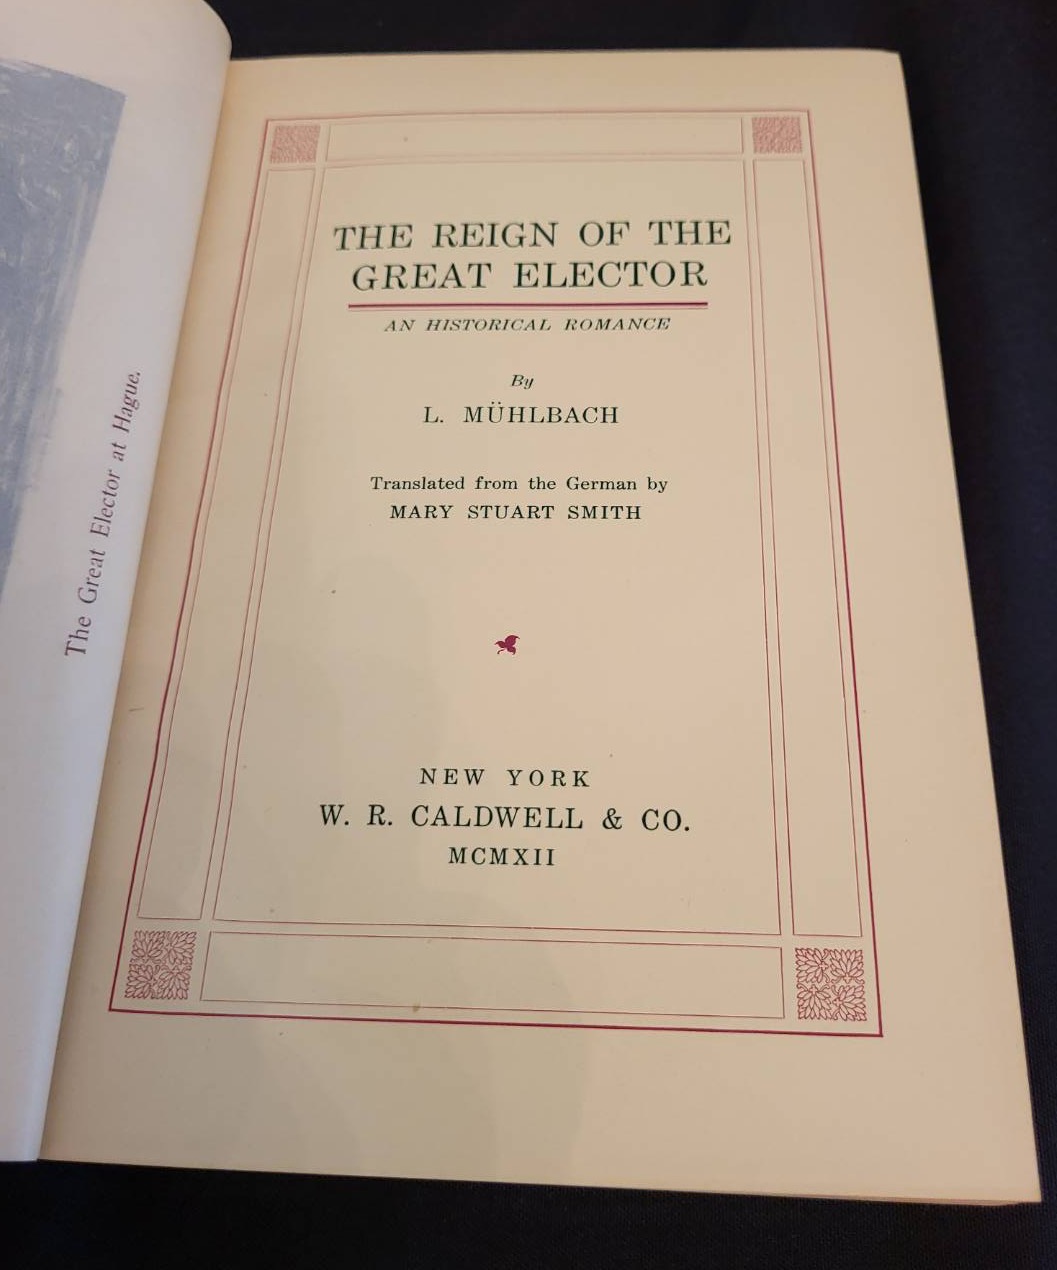 The Great Elector at Hague.
THE REIGN OF THE
GREAT ELECTOR
AN HISTORICAL ROMANCE
By
L. MÜHLBACH
Translated from the German by
MARY STUART SMITH
NEW YORK
W. R. CALDWELL & CO.
MCMXII